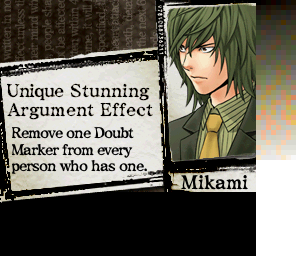 Unique Stunning
Argument Effect
Remove one Doubt
Marker from every
person who has one.
Mikami